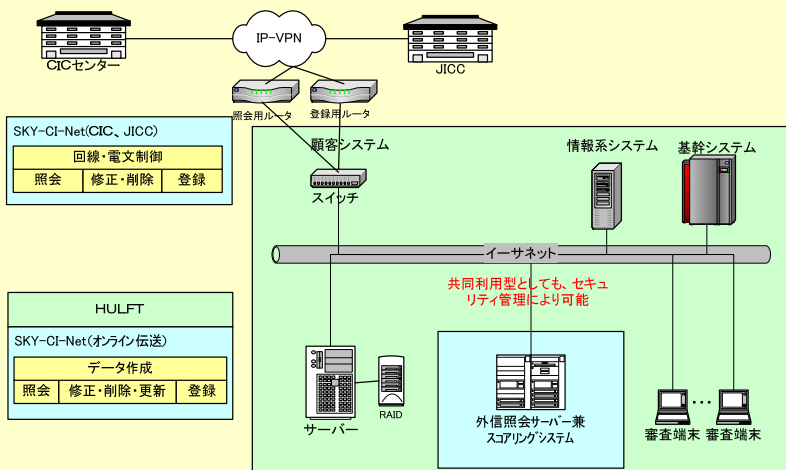 IP-VPN
CICセンター
JICC
照会用ルータ
登録用ルータ
SKY-CI-Net(CIC、JICC)
回線・電文制御
照会
修正・削除
登録
顧客システム
スイッチ
情報系システム
基幹システム
イーサネット
共同利用型としても、セキュ
リティ管理により可能
HULFT
SKY-CI-Net(オンライン伝送)
データ作成
照会
修正・削除・更新
登録
サーバー
RAID
外信照会サーバー兼
スコアリングシステム
・・・
審査端末
審査端末